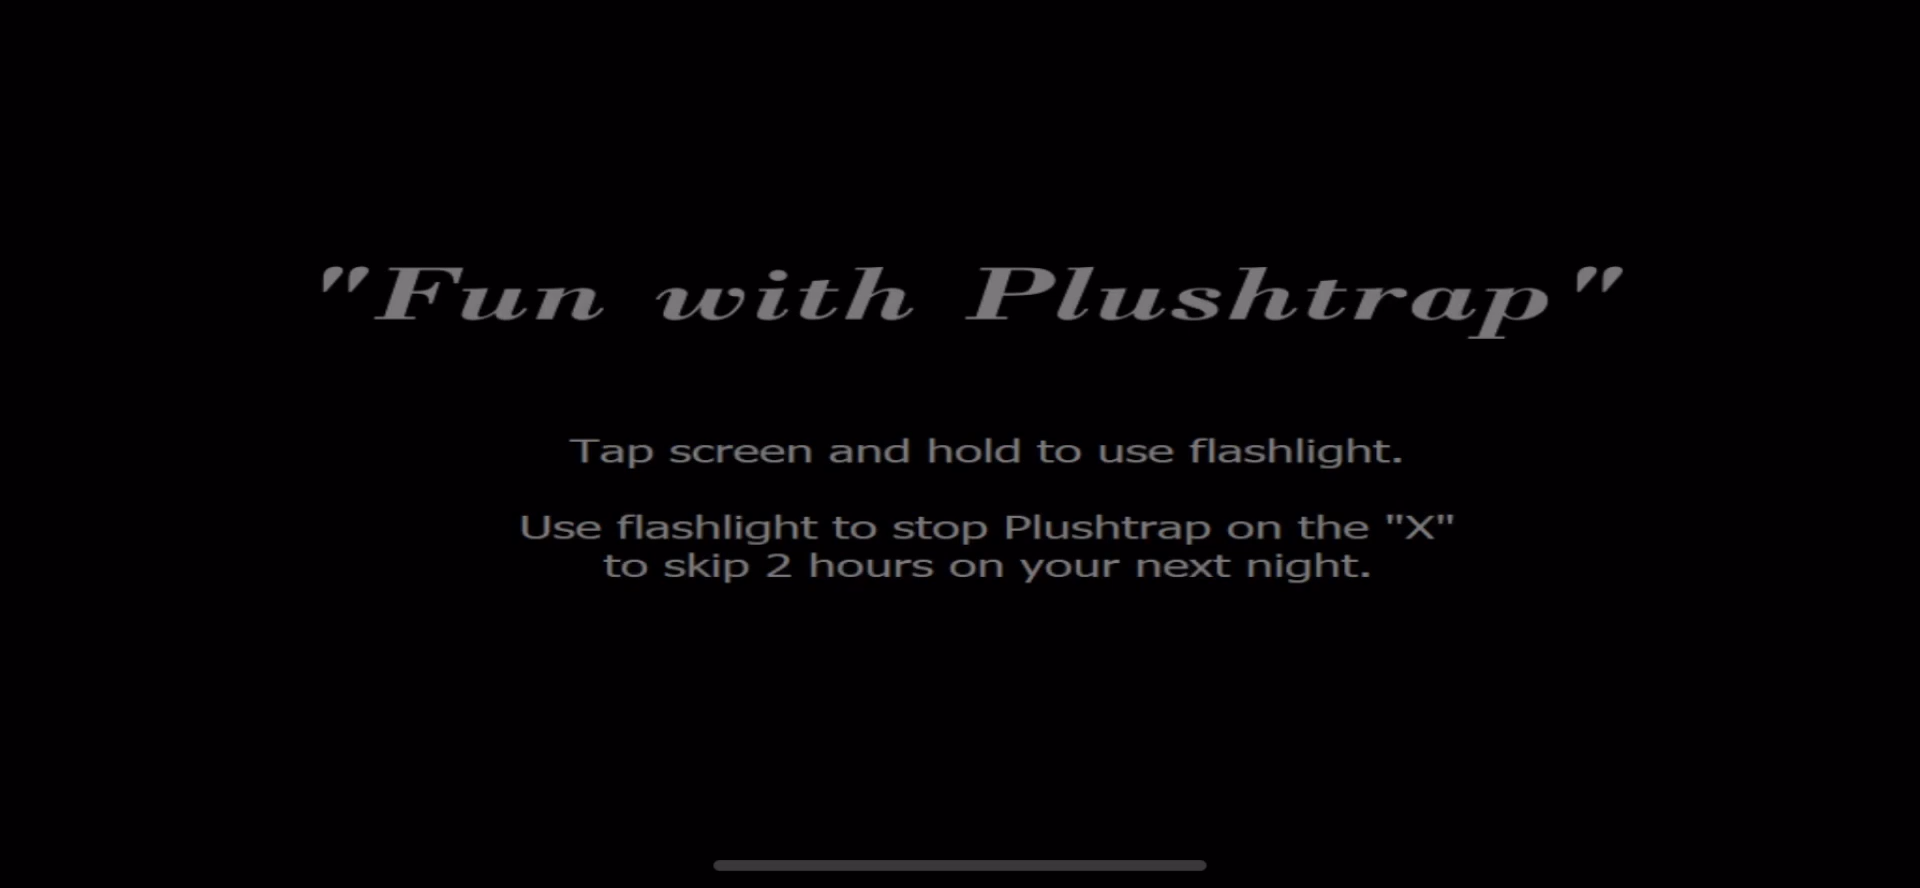 "Fun with Plushtrap"
Tap screen and hold to use flashlight.
Use flashlight to stop Plushtrap on the "X"
to skip 2 hours on your next night.